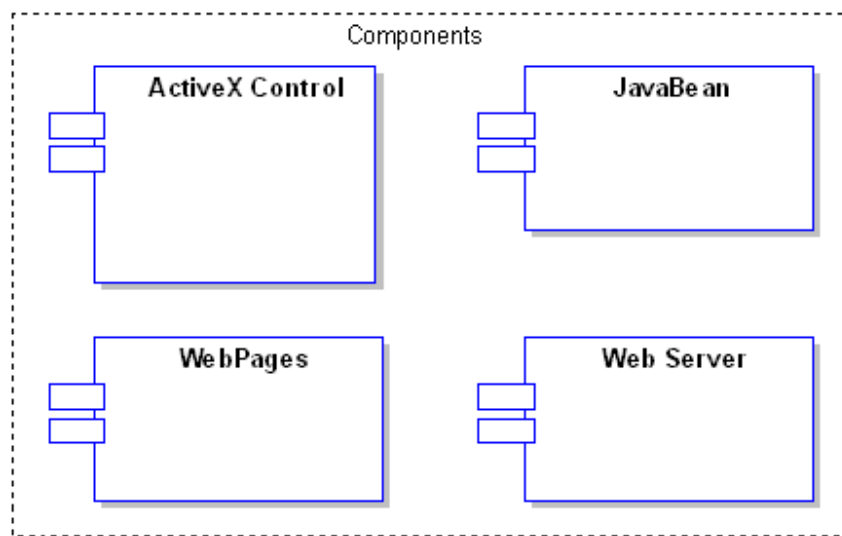 Components
ActiveX Control
JavaBean
WebPages
Web Server